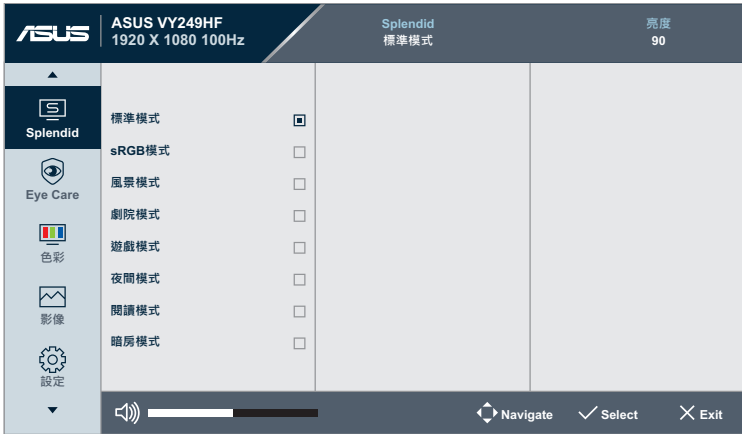 ASUS
ASUS VY249HF
1920 X 1080 100Hz
Splendid
標準模式
亮度
90
Splendid
Eye Care
色彩
影像
設定
標準模式
sRGB模式
風景模式
劇院模式
遊戲模式
夜間模式
閱讀模式
暗房模式
Navigate
Select
Exit